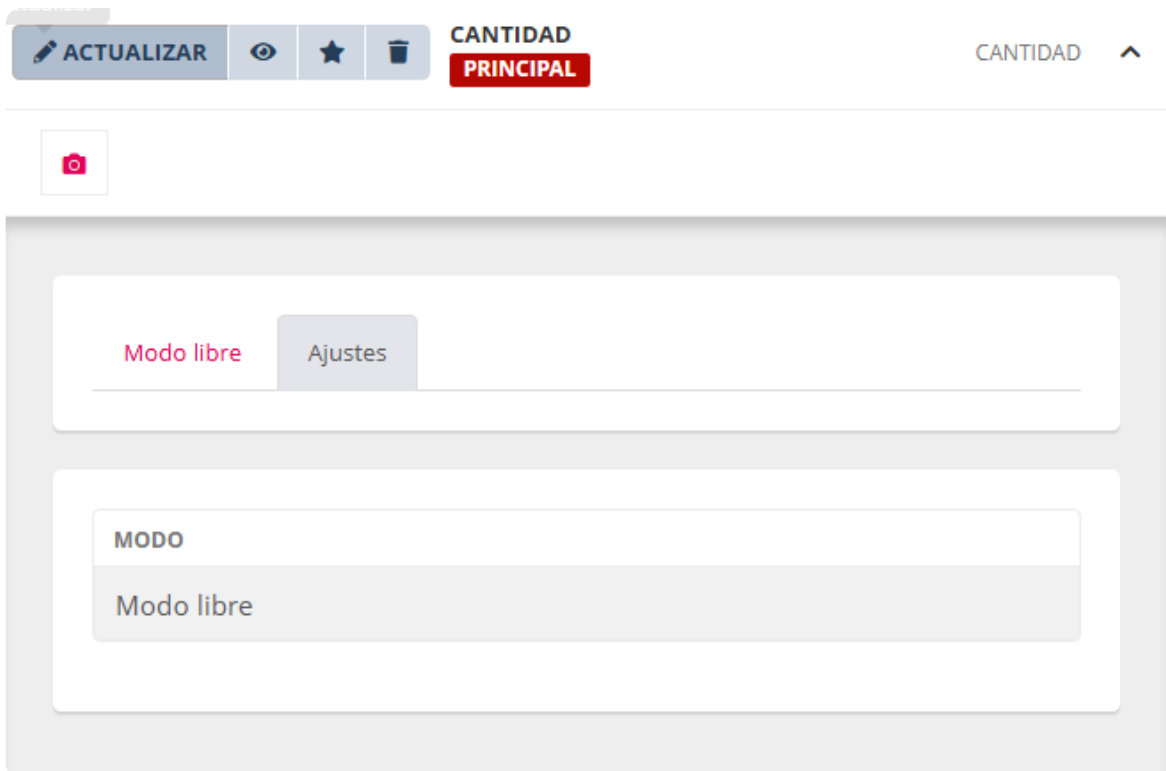 ACTUALIZAR
CANTIDAD
PRINCIPAL
CANTIDAD
Modo libre
Ajustes
MODO
Modo libre